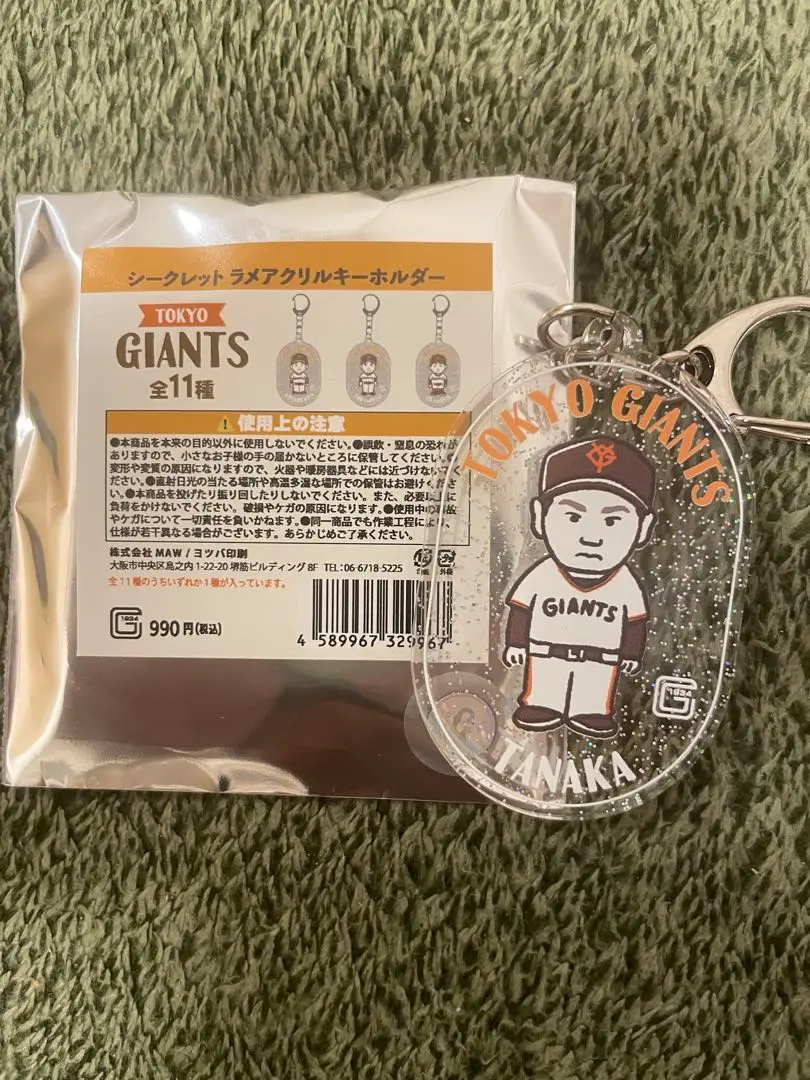 シークレット ラメアクリルキーホルダー
TOKYO
GIANTS
全11種
使用上の注意
●本商品を本来の目的以外に使用しないでください。●誤飲・窒息の恐れが
ありますので、小さなお子様の手の届かないところに保管してください。
変形や変質の原因になりますので、火器や暖房器具などには近づけないでく
ださい。●直射日光の当たる場所や高温多湿な場所での保管はお避けくださ
い。●本商品を投げたり振り回したりしないでください。また、必要以上に
負荷をかけないでください。破損やケガの原因になります。●使用中の事故
やケガについて一切責任を負いかねます。●同一商品でも作業工程により、
仕様が若干異なる場合がございます。あらかじめご了承ください。
株式会社 MAW / ヨツバ印刷
大阪市中央区島之内 1-22-20 堺筋ビルディング 8F TEL:06-6718-5225
全11種のうちいずれか1種が入っています。
G 1934 990円(税込)
4 589967 329967
TOKYO GIANTS
GIANTS
G 1934
TANAKA